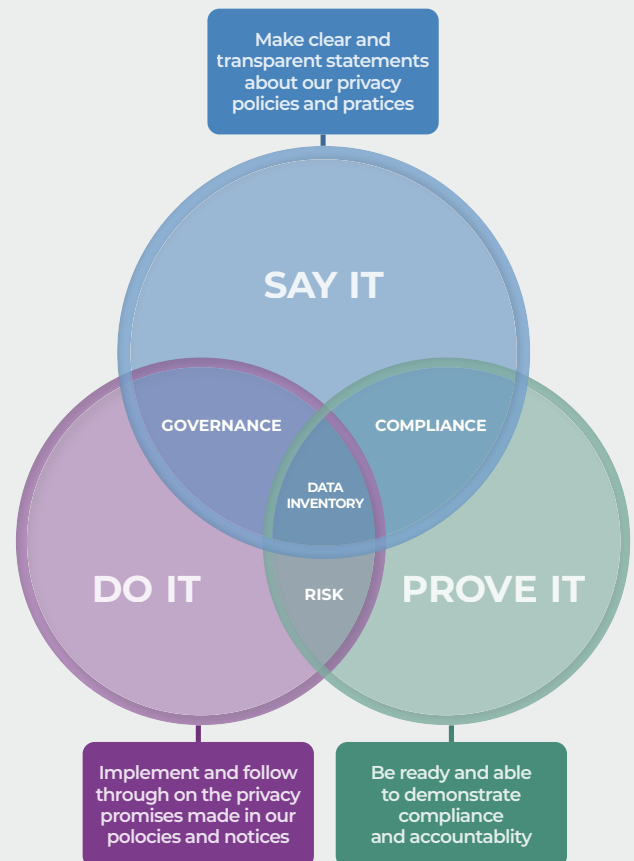 Make clear and
transparent statements
about our privacy
policies and pratices
SAY IT
GOVERNANCE
COMPLIANCE
DATA
INVENTORY
DO IT
RISK
PROVE IT
Implement and follow
through on the privacy
promises made in our
polocies and notices
Be ready and able
to demonstrate
compliance
and accountablity